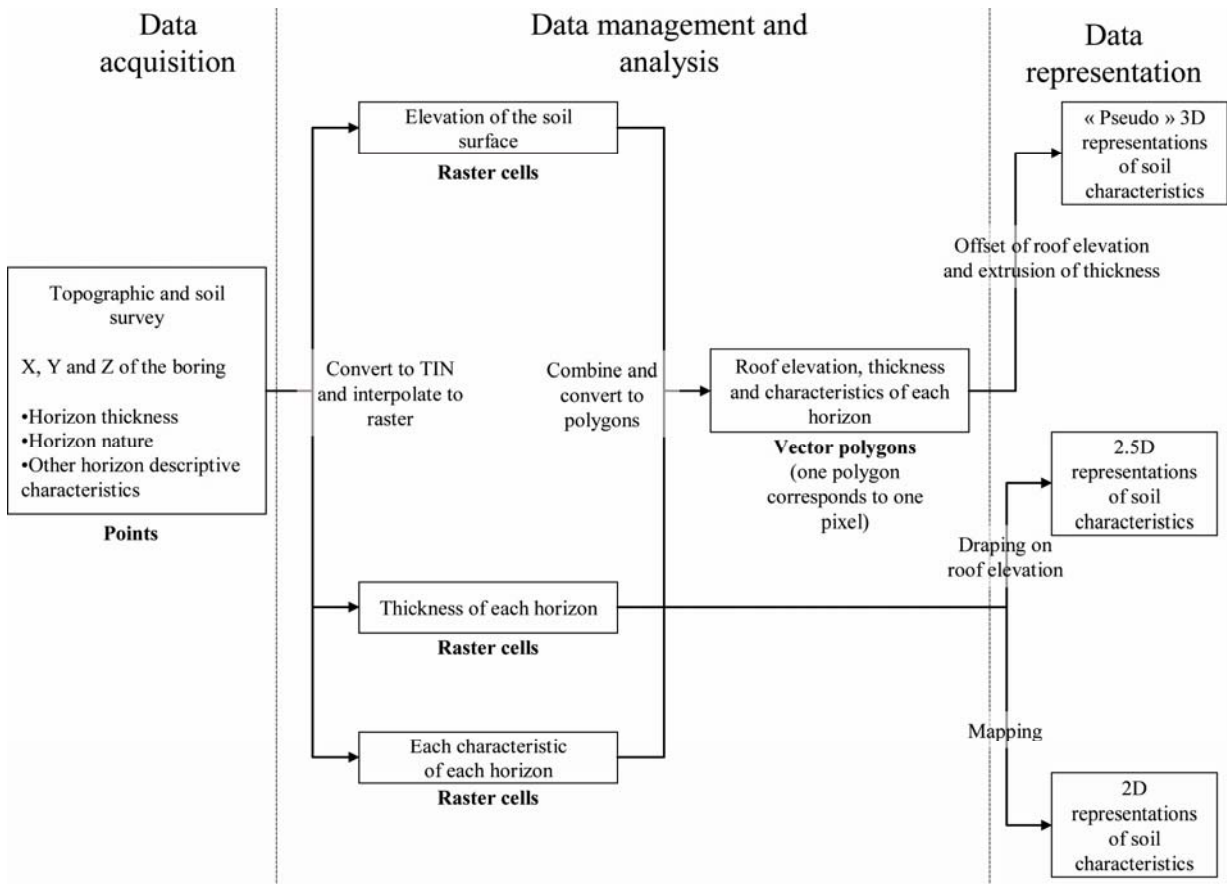 Data
acquisition
Data management and
analysis
Data
representation
Topographic and soil
survey
X, Y and Z of the boring
•Horizon thickness
•Horizon nature
•Other horizon descriptive
characteristics
Points
Convert to TIN
and interpolate to
raster
Elevation of the soil
surface
Raster cells
Thickness of each horizon
Raster cells
Each characteristic
of each horizon
Raster cells
Combine and
convert to
polygons
Roof elevation, thickness
and characteristics of each
horizon
Vector polygons
(one polygon
corresponds to one
pixel)
Offset of roof elevation
and extrusion of thickness
« Pseudo » 3D
representations
of soil
characteristics
Draping on
roof elevation
2.5D
representations
of soil
characteristics
Mapping
2D
representations
of soil
characteristics